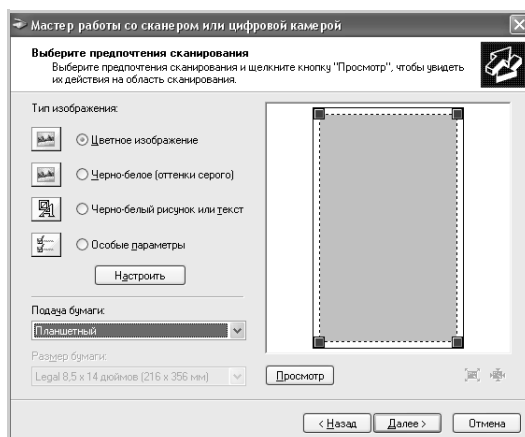 Мастер работы со сканером или цифровой камерой
Выберите предпочтения сканирования
Выберите предпочтения сканирования и щелкните кнопку "Просмотр", чтобы увидеть
их действия на область сканирования.
Тип изображения:
Цветное изображение
Черно-белое (оттенки серого)
Черно-белый рисунок или текст
Особые параметры
Настроить
Подача бумаги:
Планшетный
Размер бумаги:
Legal 8,5 x 14 дюймов (216 x 356 мм)
Просмотр
< Назад
Далее >
Отмена